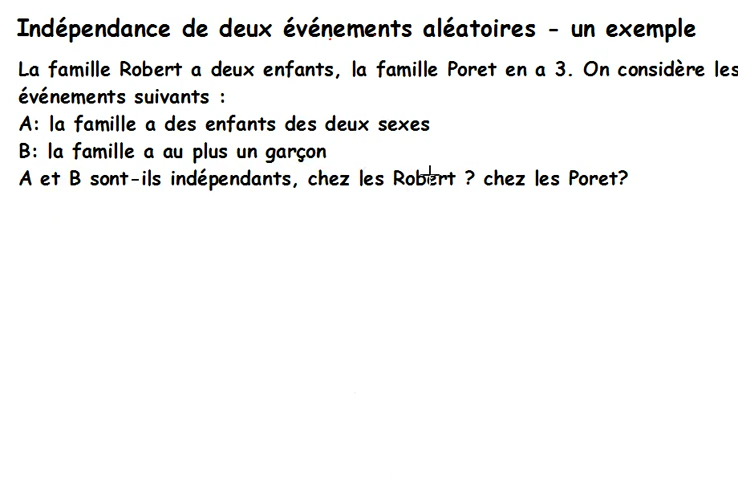 Indépendance de deux événements aléatoires - un exemple
La famille Robert a deux enfants, la famille Poret en a 3. On considère les
événements suivants :
A: la famille a des enfants des deux sexes
B: la famille a au plus un garçon
A et B sont-ils indépendants, chez les Robert ? chez les Poret?